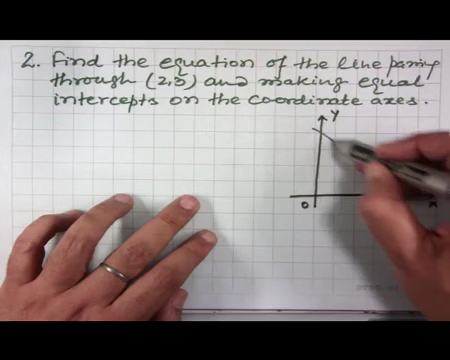 2. Find the equation of the line passing
through (2,3) and making equal
intercepts on the coordinate axes.
Y
O
X